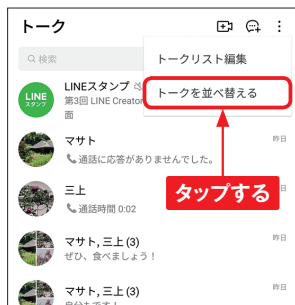 トーク
検索
トークリスト編集
トークを並べ替える
LINE
スタンプ
LINEスタンプ
第3回 LINE Creator
面
マサト
昨日
通話に応答がありませんでした。
三上
昨日
通話時間 0:02
タップする
マサト, 三上 (3)
昨日
ぜひ、食べましょう！
マサト, 三上 (3)
昨日